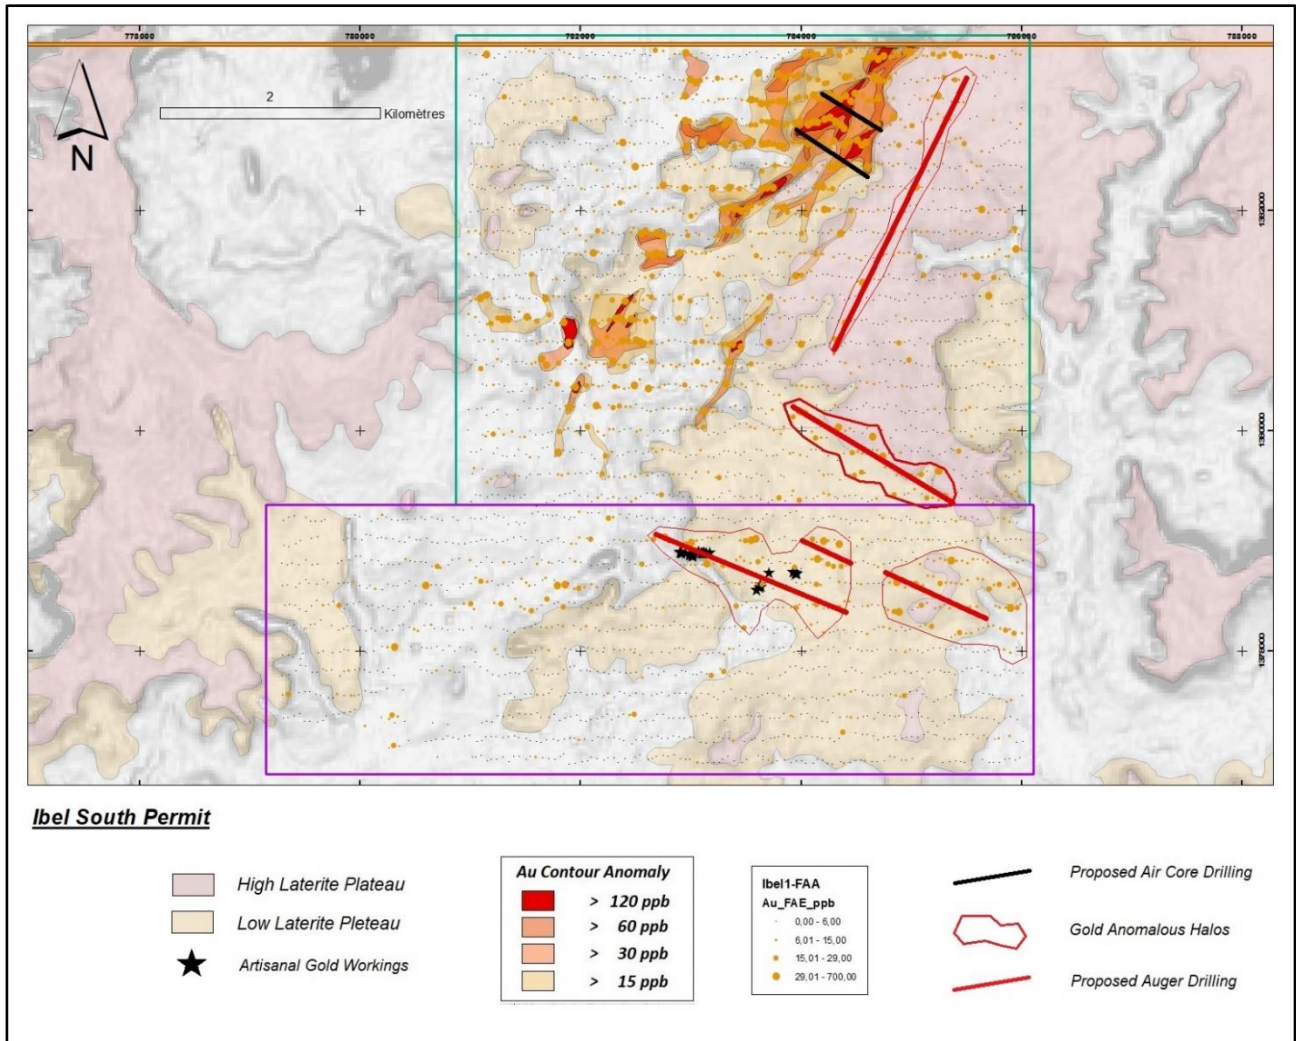 778000 780000 782000 784000 786000 788000
2
Kilomètres
N
1382000
1380000
1378000
Ibel South Permit
High Laterite Plateau
Low Laterite Pleteau
Artisanal Gold Workings
Au Contour Anomaly
> 120 ppb
> 60 ppb
> 30 ppb
> 15 ppb
Ibel1-FAA
Au_FAE_ppb
0,00 - 6,00
6,01 - 15,00
15,01 - 29,00
29,01 - 700,00
Proposed Air Core Drilling
Gold Anomalous Halos
Proposed Auger Drilling